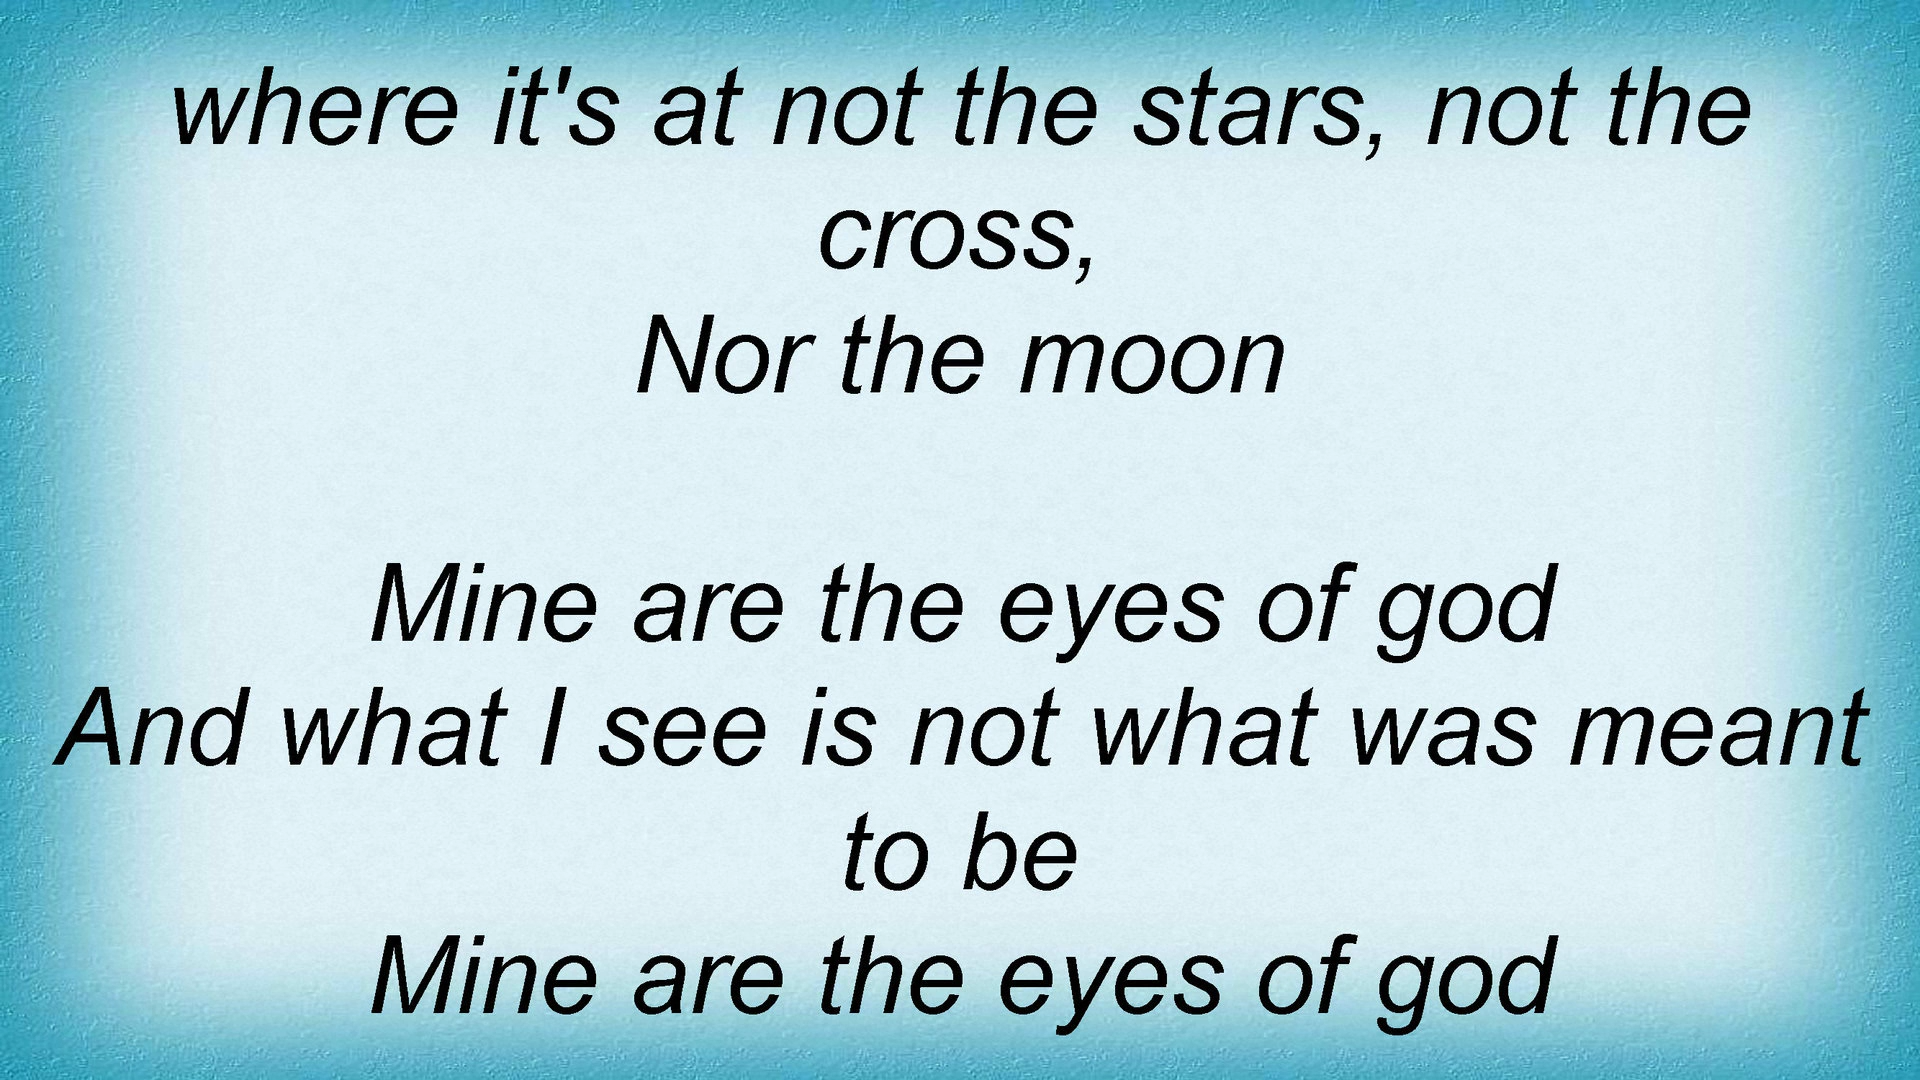 where it's at not the stars, not the
cross,
Nor the moon
Mine are the eyes of god
And what I see is not what was meant
to be
Mine are the eyes of god